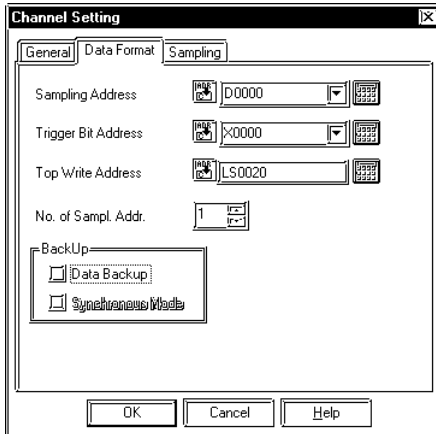 Channel Setting
General Data Format Sampling
Sampling Address D0000
Trigger Bit Address X0000
Top Write Address LS0020
No. of Sampl. Addr. 1
BackUp
Data Backup
Synchronous Mode
OK Cancel Help